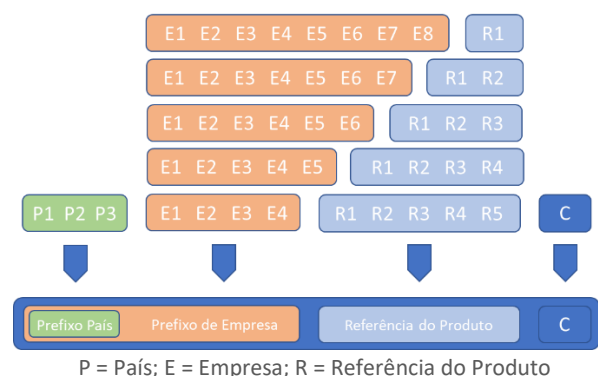 E1 E2 E3 E4 E5 E6 E7 E8 R1
E1 E2 E3 E4 E5 E6 E7 R1 R2
E1 E2 E3 E4 E5 E6 R1 R2 R3
E1 E2 E3 E4 E5 R1 R2 R3 R4
P1 P2 P3 E1 E2 E3 E4 R1 R2 R3 R4 R5 C
Prefixo País Prefixo de Empresa Referência do Produto C
P = País; E = Empresa; R = Referência do Produto